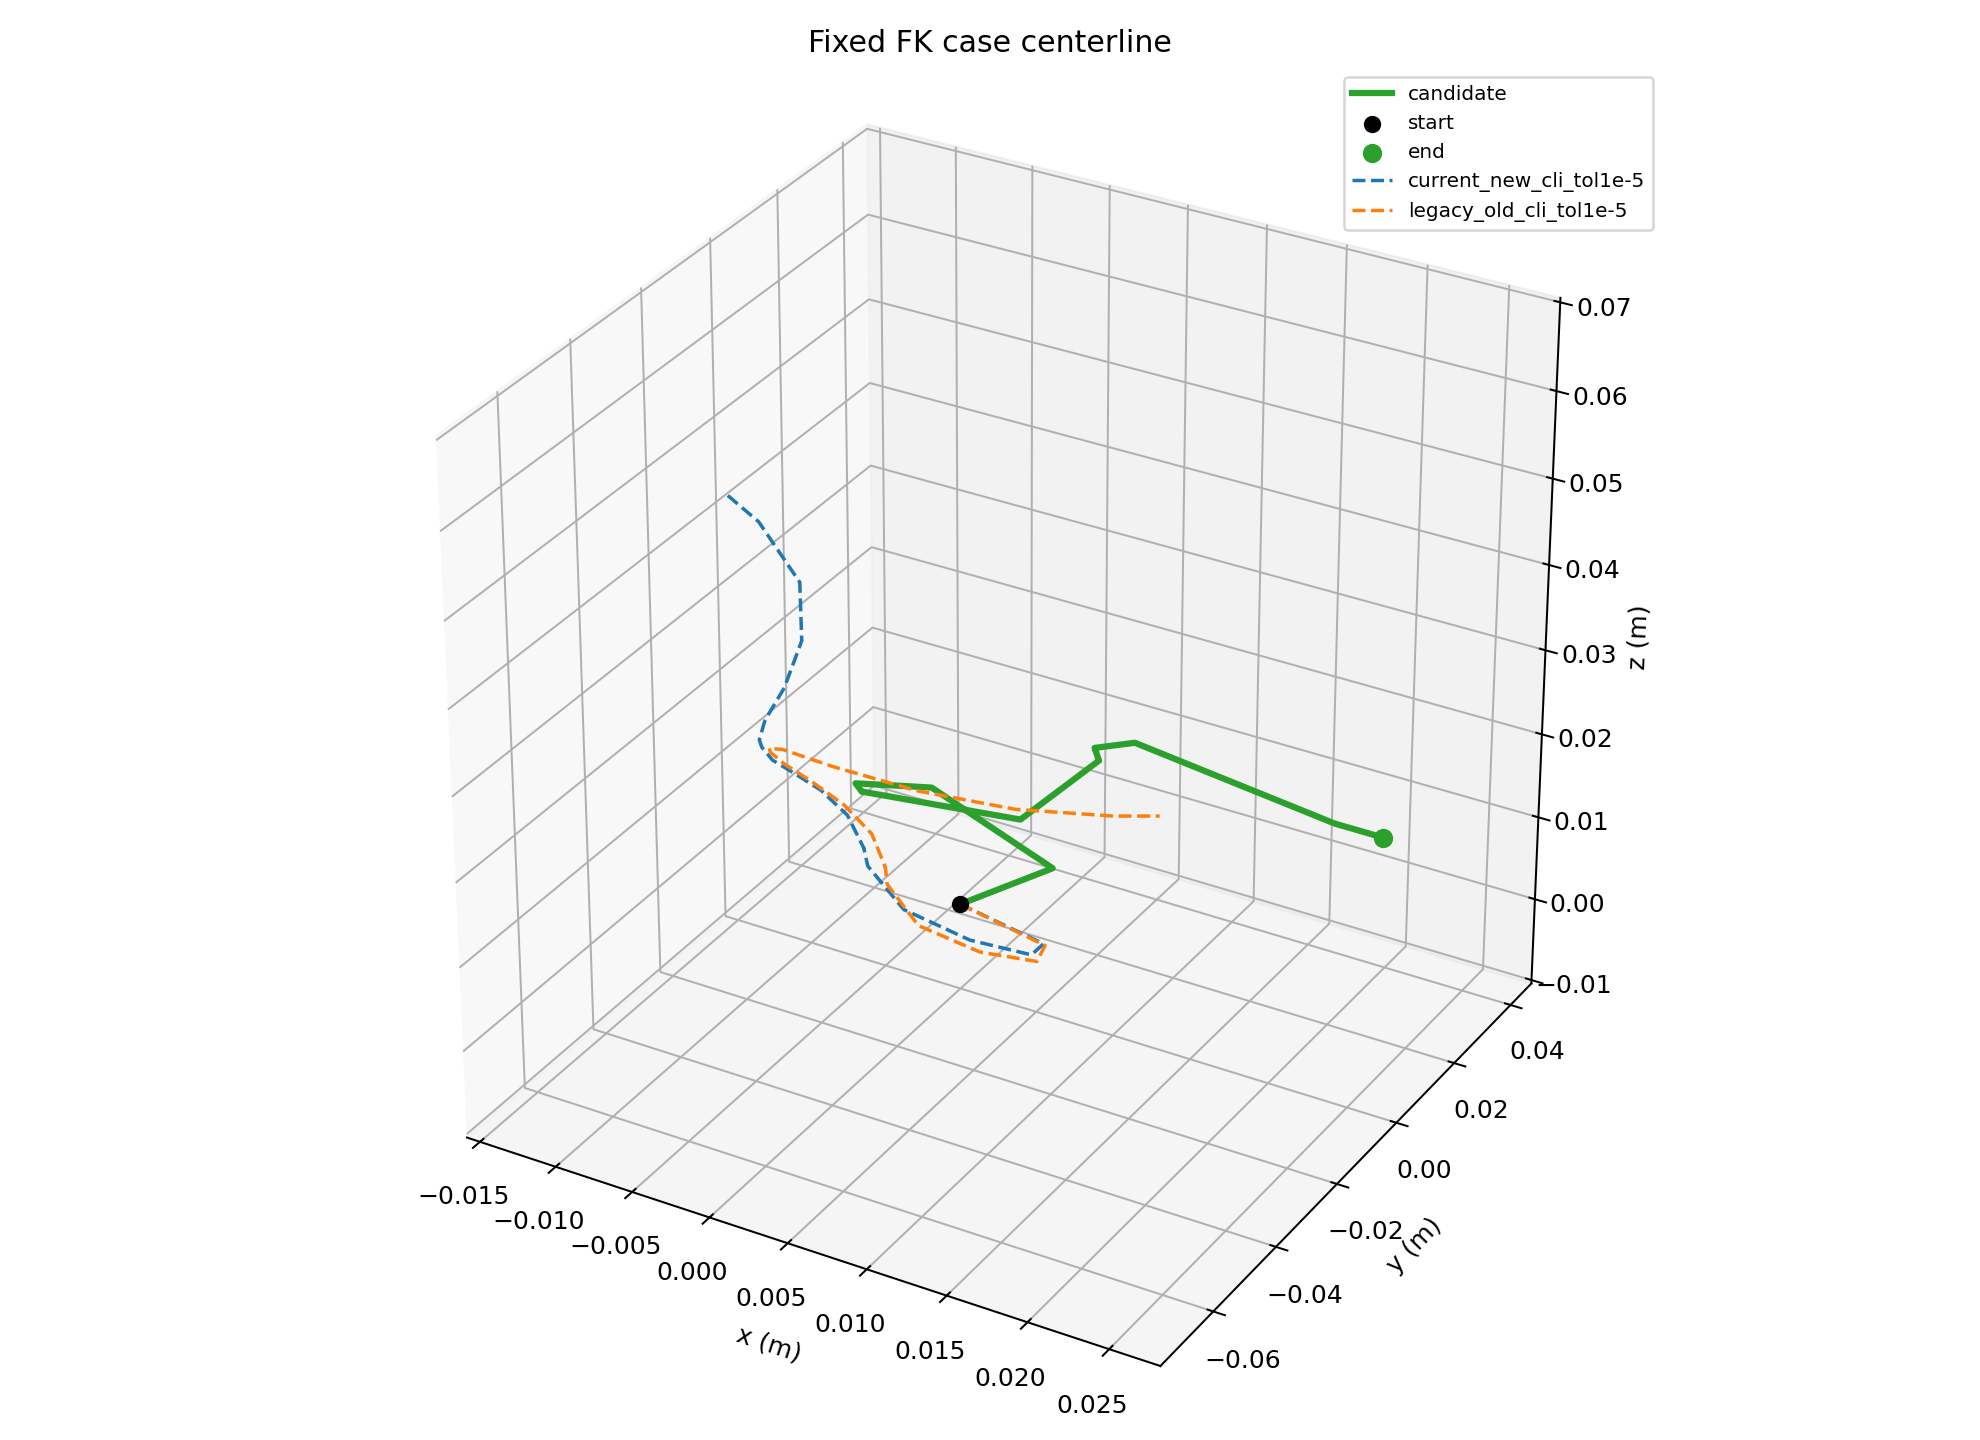 Fixed FK case centerline
candidate
start
end
current_new_cli_tol1e-5
legacy_old_cli_tol1e-5
0.07
0.06
0.05
0.04
0.03
0.02
0.01
0.00
−0.01
z (m)
0.04
0.02
0.00
−0.02
−0.04
−0.06
y (m)
−0.015
−0.010
−0.005
0.000
0.005
0.010
0.015
0.020
0.025
x (m)